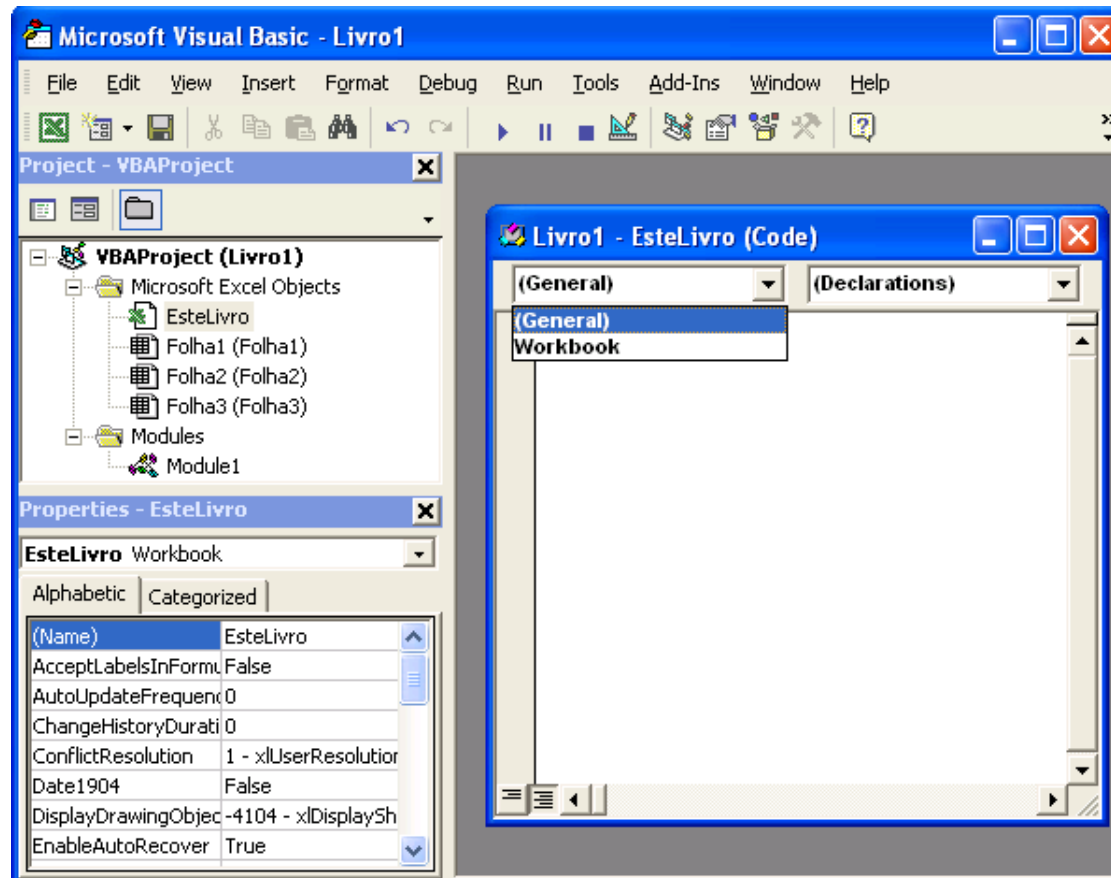 Microsoft Visual Basic - Livro1
File Edit View Insert Format Debug Run Tools Add-Ins Window Help
Project - VBAProject
VBAProject (Livro1)
Microsoft Excel Objects
EsteLivro
Folha1 (Folha1)
Folha2 (Folha2)
Folha3 (Folha3)
Modules
Module1
Properties - EsteLivro
EsteLivro Workbook
Alphabetic Categorized
(Name) EsteLivro
AcceptLabelsInFormu False
AutoUpdateFrequenc 0
ChangeHistoryDurati 0
ConflictResolution 1 - xlUserResolution
Date1904 False
DisplayDrawingObjec -4104 - xlDisplaySh
EnableAutoRecover True
Livro1 - EsteLivro (Code)
(General) (Declarations)
(General)
Workbook